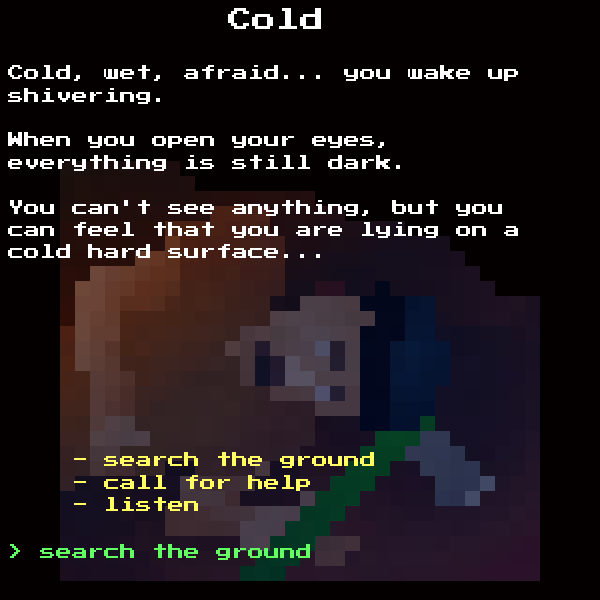 Cold
Cold, wet, afraid... you wake up
shivering.
When you open your eyes,
everything is still dark.
You can't see anything, but you
can feel that you are lying on a
cold hard surface...
- search the ground
- call for help
- listen
> search the ground